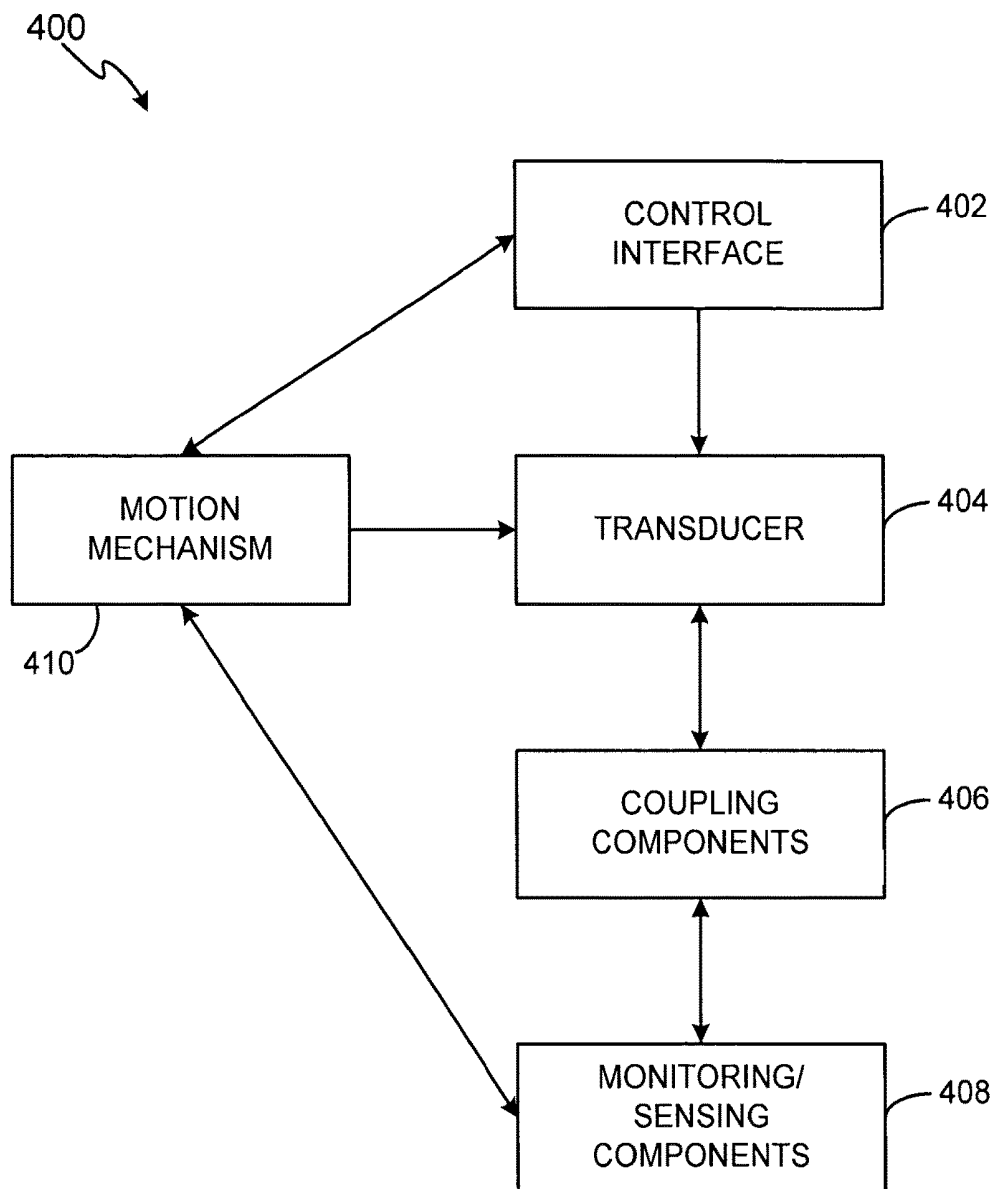 400
CONTROL
INTERFACE
402
MOTION
MECHANISM
410
TRANSDUCER
404
COUPLING
COMPONENTS
406
MONITORING/
SENSING
COMPONENTS
408